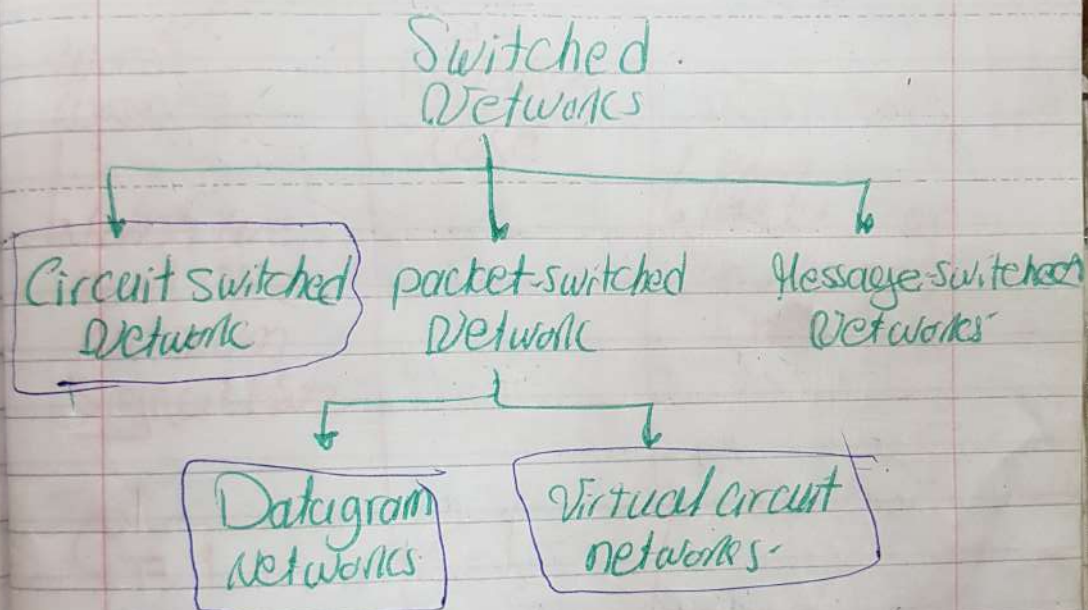 Switched
Networks
Circuit switched packet-switched Message-switched
Network Network Networks
Datagram Virtual circuit
Networks networks.